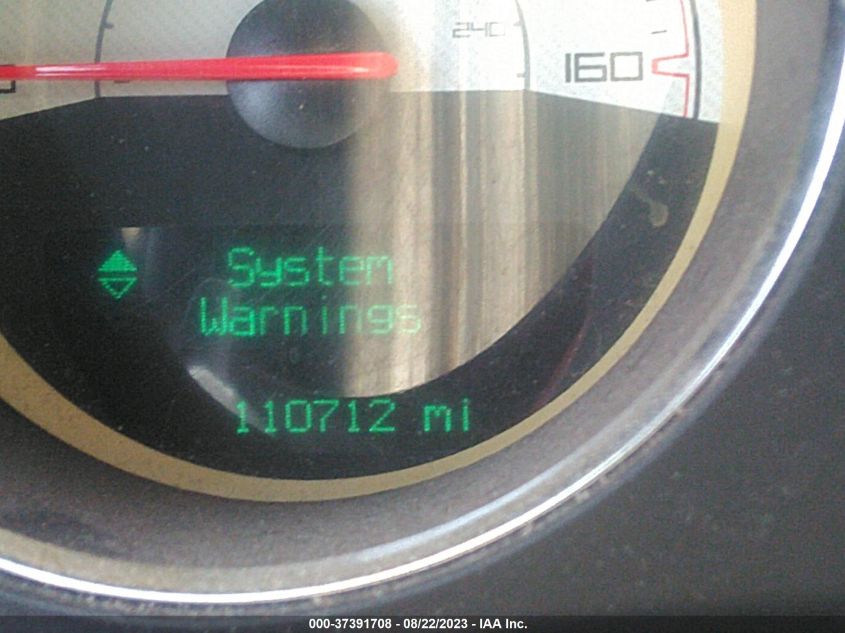 240
160
System
Warnings
110712 mi
000-37391708 - 08/22/2023 - IAA Inc.